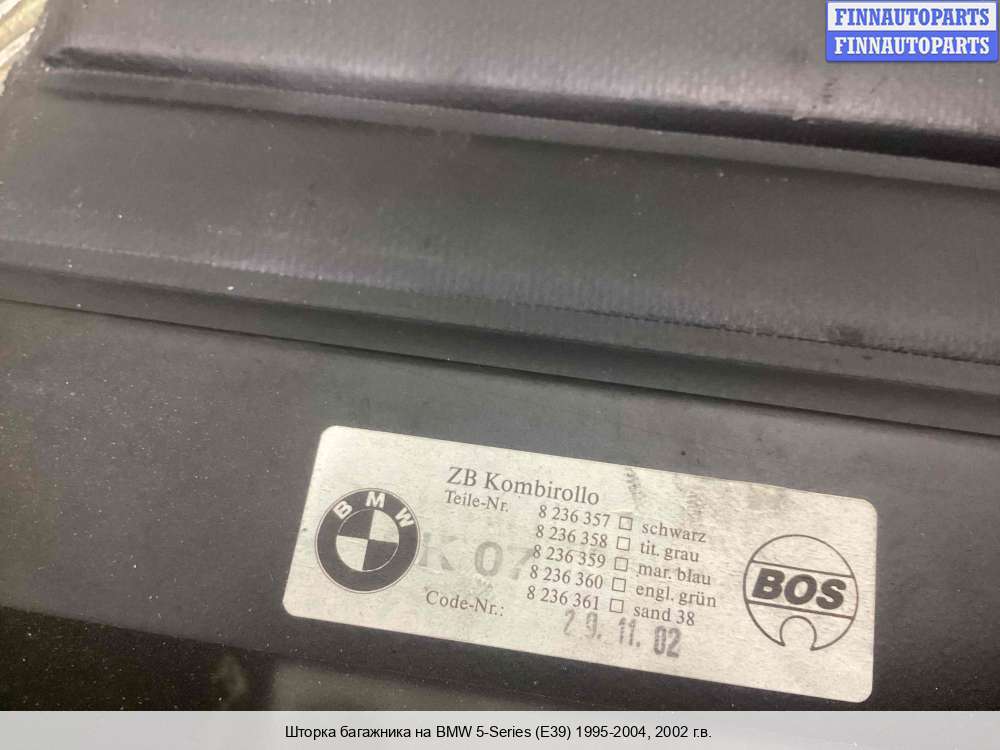 FINNAUTOPARTS
FINNAUTOPARTS
ZB Kombirollo
Teile-Nr. 8 236 357 □ schwarz
8 236 358 □ tit. grau
8 236 359 □ mar. blau
8 236 360 □ engl. grün
8 236 361 □ sand 38
Code-Nr.:
29.11.02
BMW
K 07
BOS
Шторка багажника на BMW 5-Series (E39) 1995-2004, 2002 г.в.